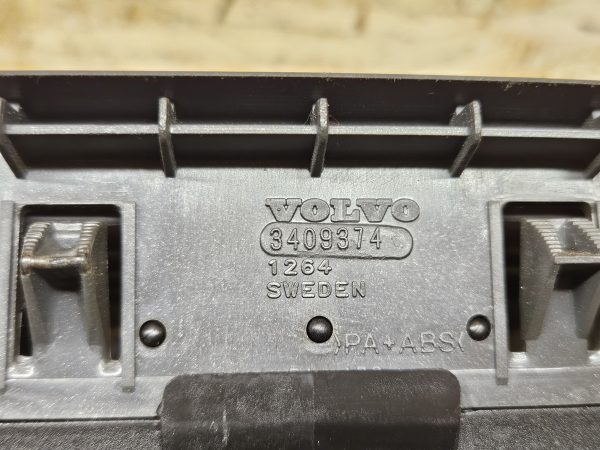 VOLVO
3409374
1264
SWEDEN
>PA+ABS<